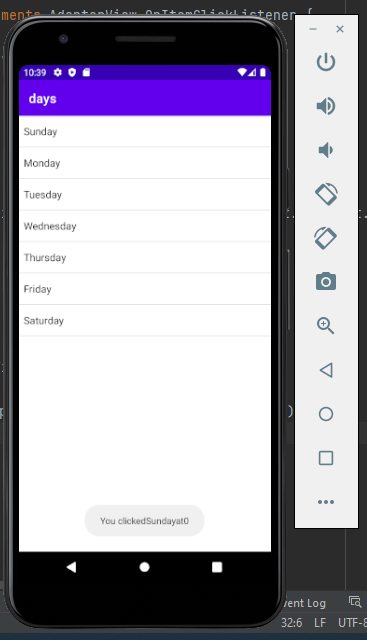 ments AdapterView.OnItemClickListener {
10:39
days
Sunday
Monday
Tuesday
Wednesday
Thursday
Friday
Saturday
You clickedSundayat0
vent Log
32:6 LF UTF-8